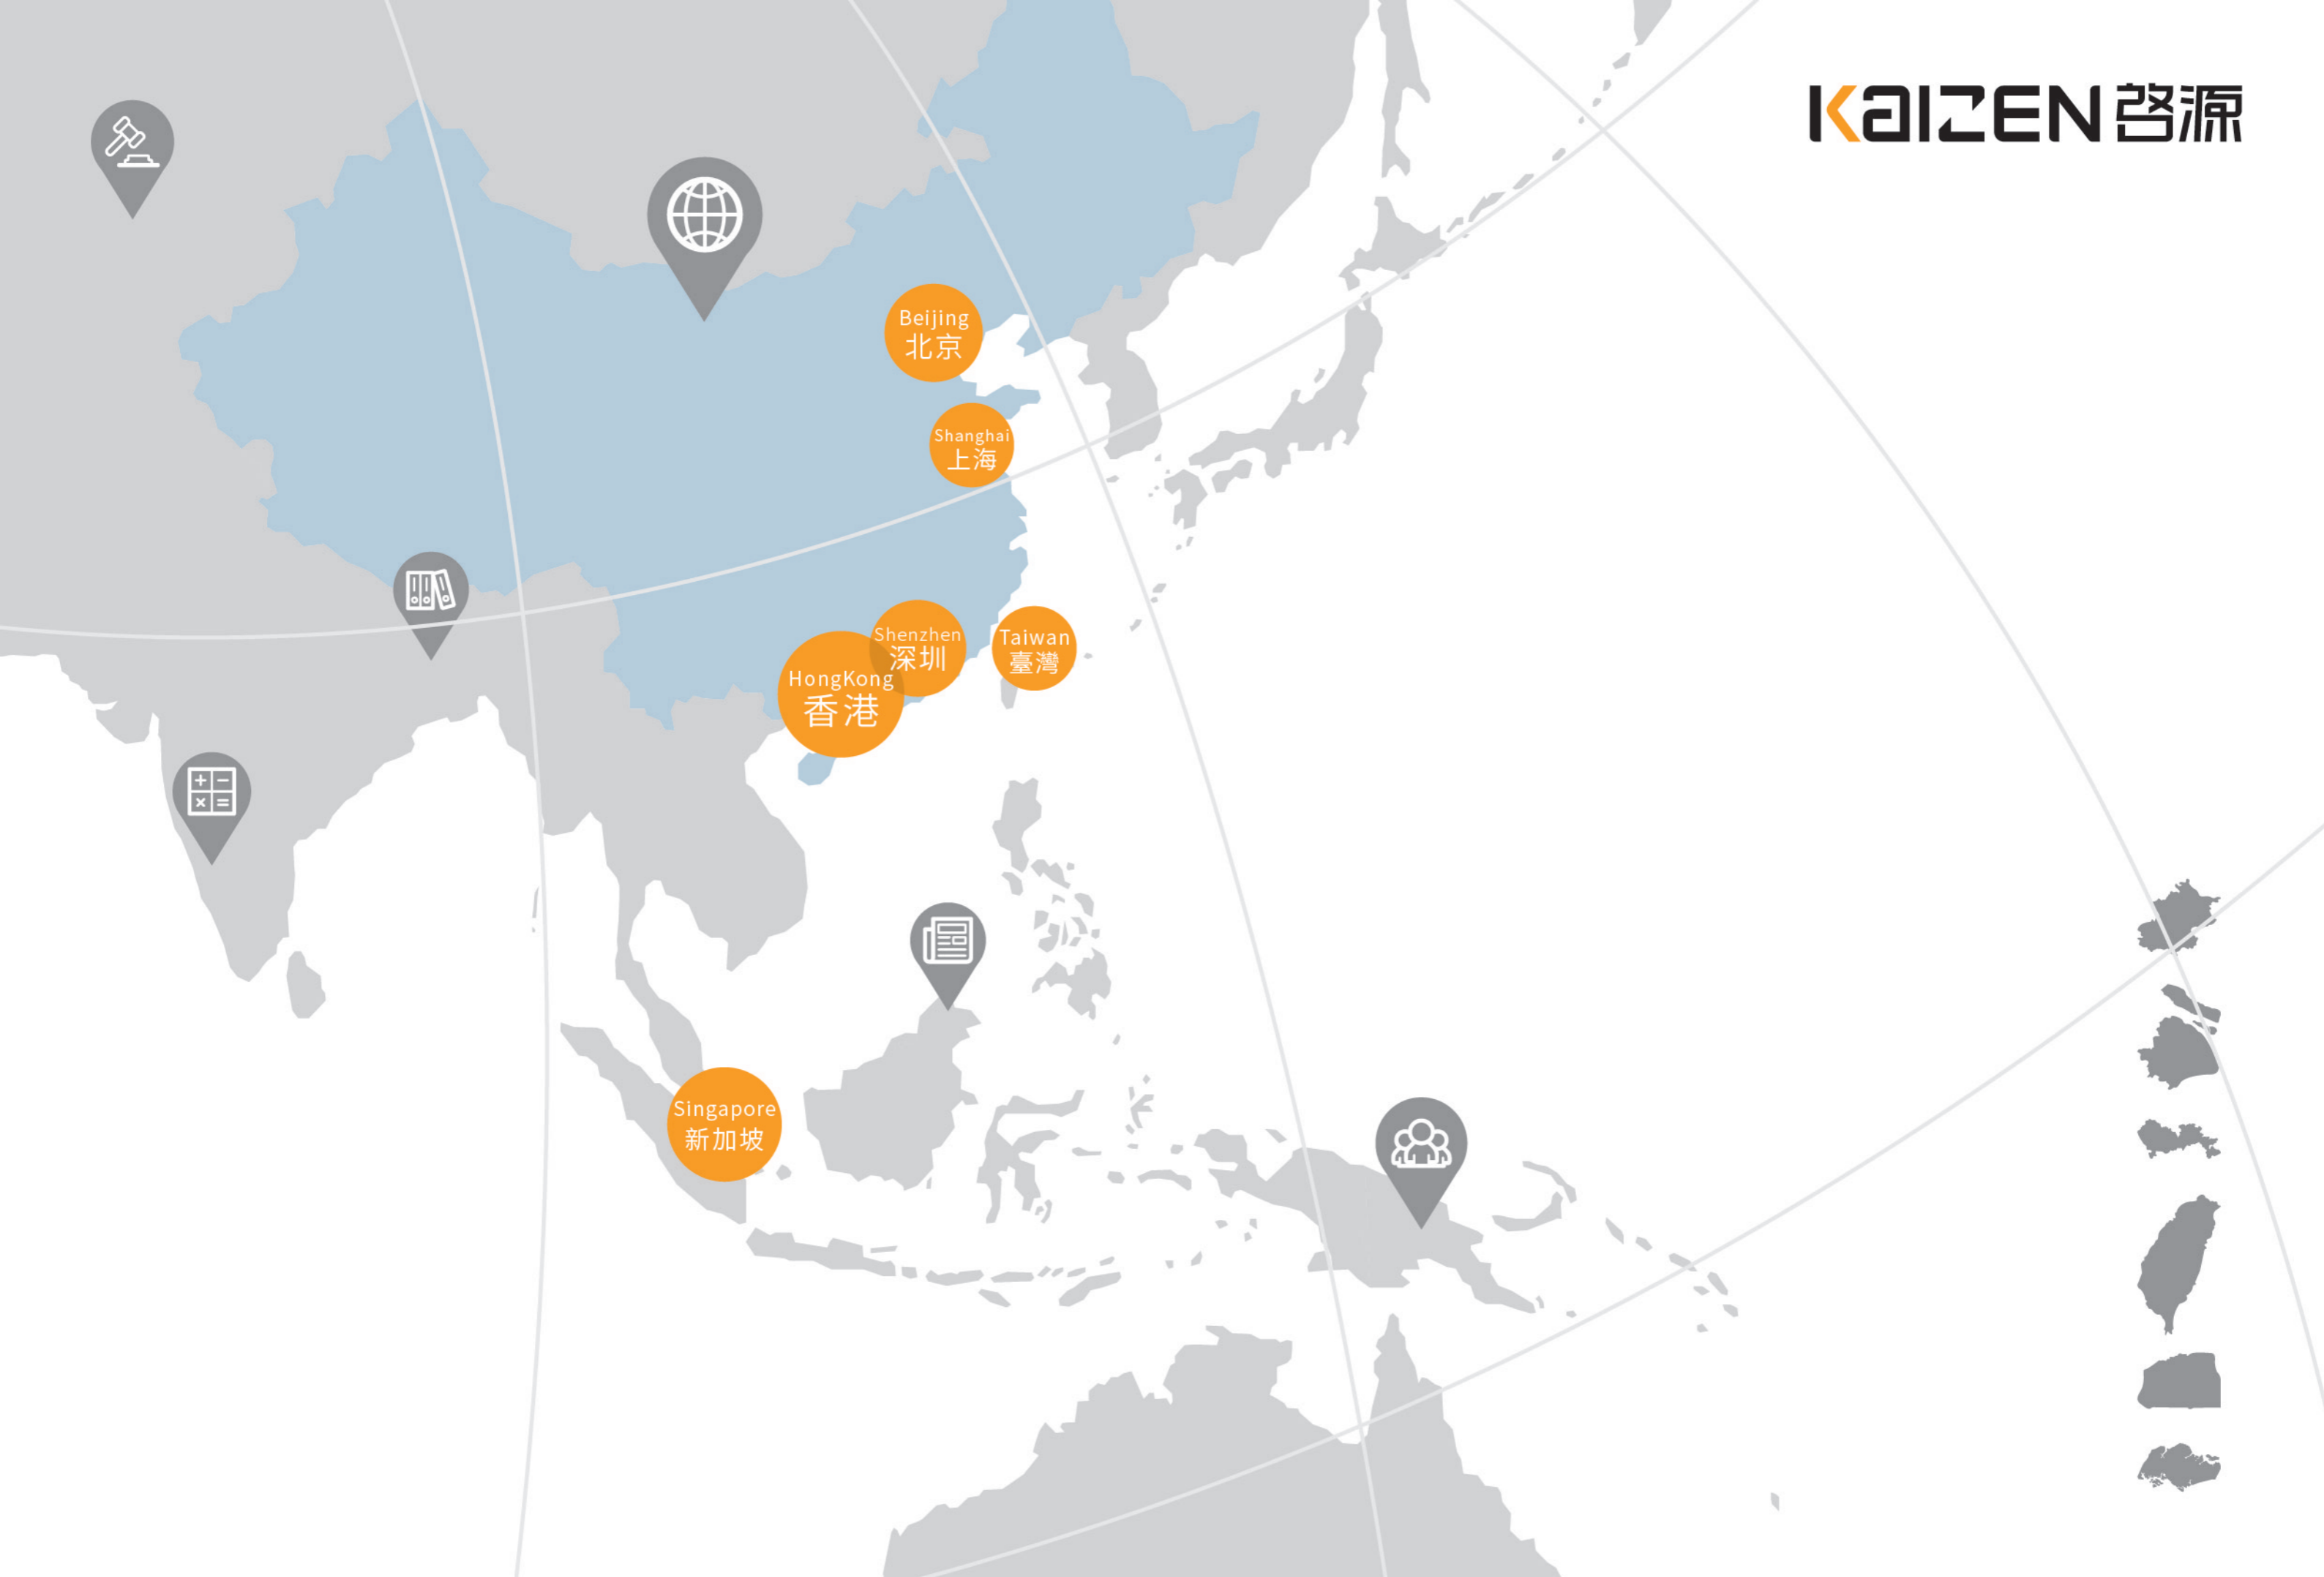 KaiZEN 啓源
Beijing
北京
Shanghai
上海
Shenzhen
深圳
Taiwan
臺灣
HongKong
香港
Singapore
新加坡